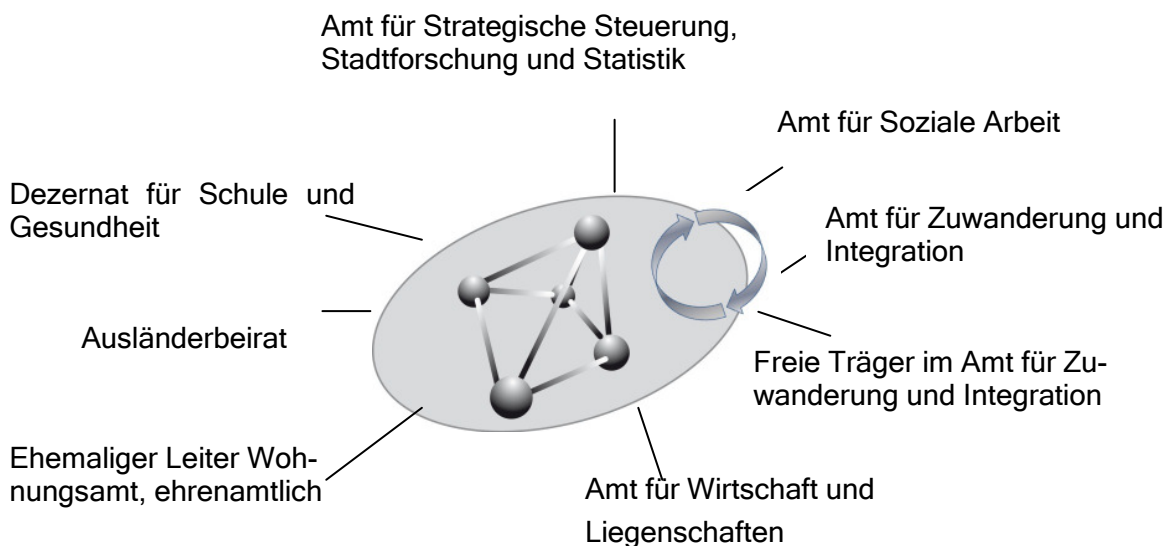 Amt für Strategische Steuerung,
Stadtforschung und Statistik
Amt für Soziale Arbeit
Dezernat für Schule und
Gesundheit
Amt für Zuwanderung und
Integration
Ausländerbeirat
Freie Träger im Amt für Zu-
wanderung und Integration
Ehemaliger Leiter Woh-
nungsamt, ehrenamtlich
Amt für Wirtschaft und
Liegenschaften